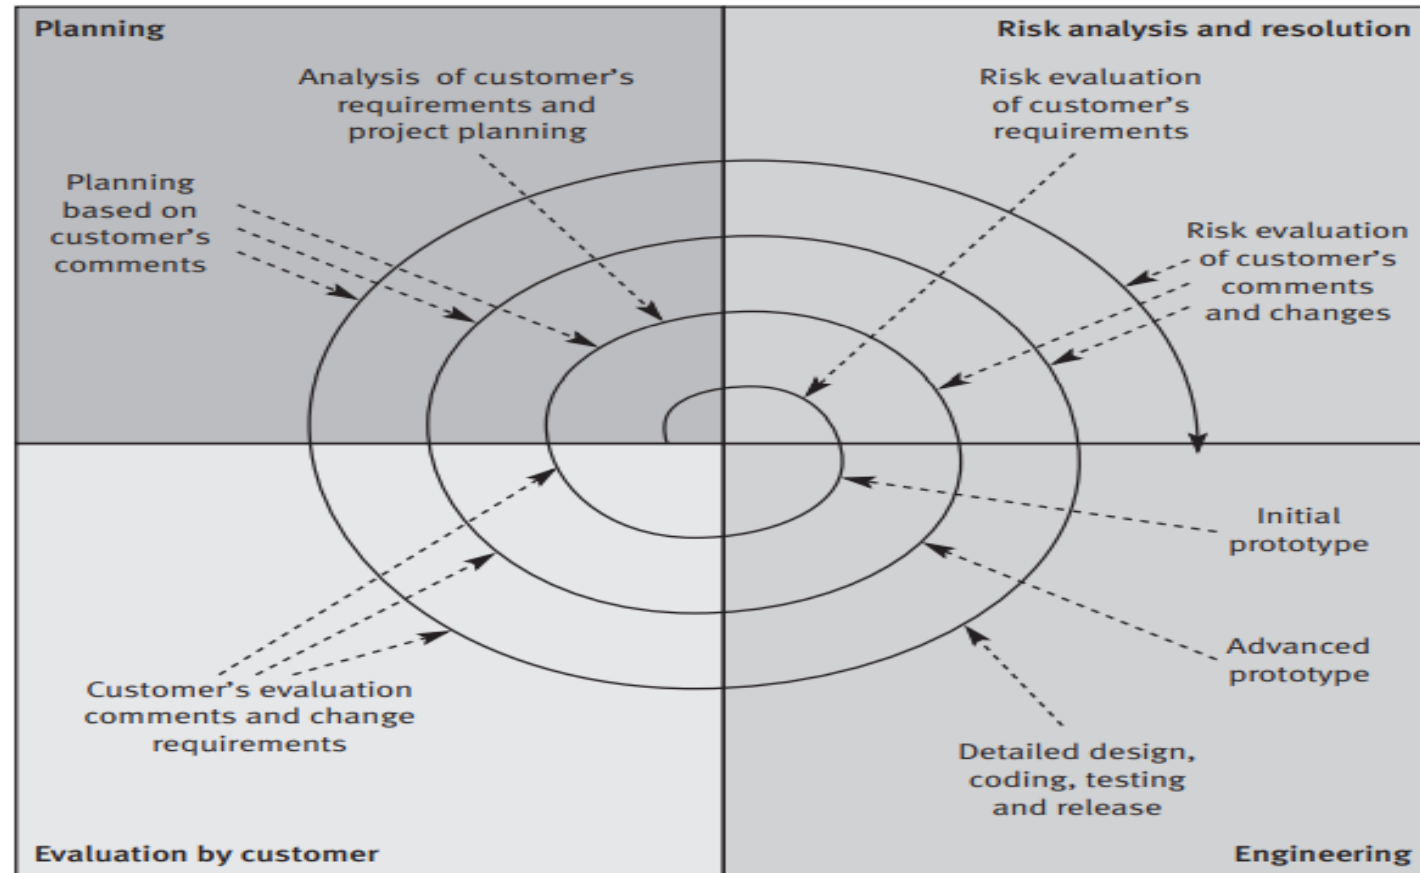 Planning
Risk analysis and resolution
Analysis of customer's
requirements and
project planning
Risk evaluation
of customer's
requirements
Planning
based on
customer's
comments
Risk evaluation
of customer's
comments
and changes
Initial
prototype
Advanced
prototype
Customer's evaluation
comments and change
requirements
Detailed design,
coding, testing
and release
Evaluation by customer
Engineering